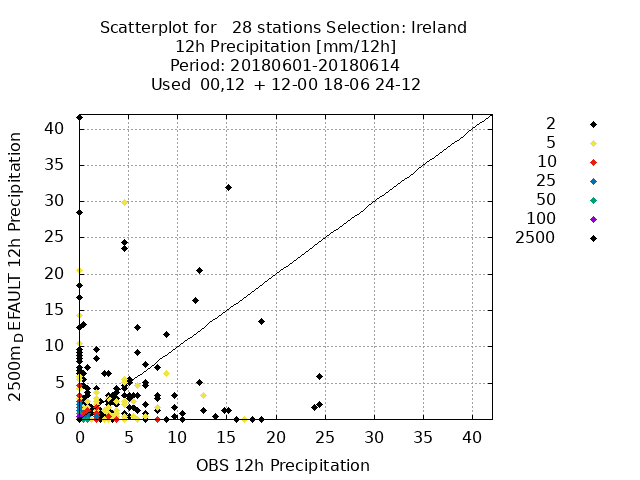 Scatterplot for   28 stations Selection: Ireland
12h Precipitation [mm/12h]
Period: 20180601-20180614
Used  00,12  + 12-00 18-06 24-12
2500mDEFAULT 12h Precipitation
40
35
30
25
20
15
10
5
0
0 5 10 15 20 25 30 35 40
OBS 12h Precipitation
2
5
10
25
50
100
2500